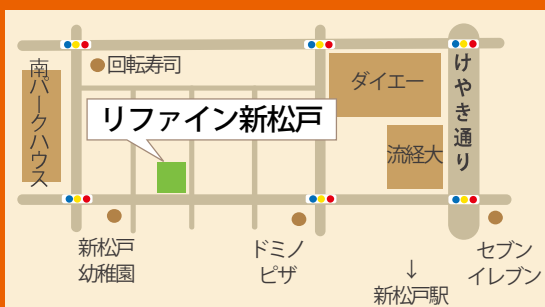 南パークハウス
回転寿司
ダイエー
けやき通り
リファイン新松戸
流経大
新松戸
幼稚園
ドミノ
ピザ
↓
新松戸駅
セブン
イレブン